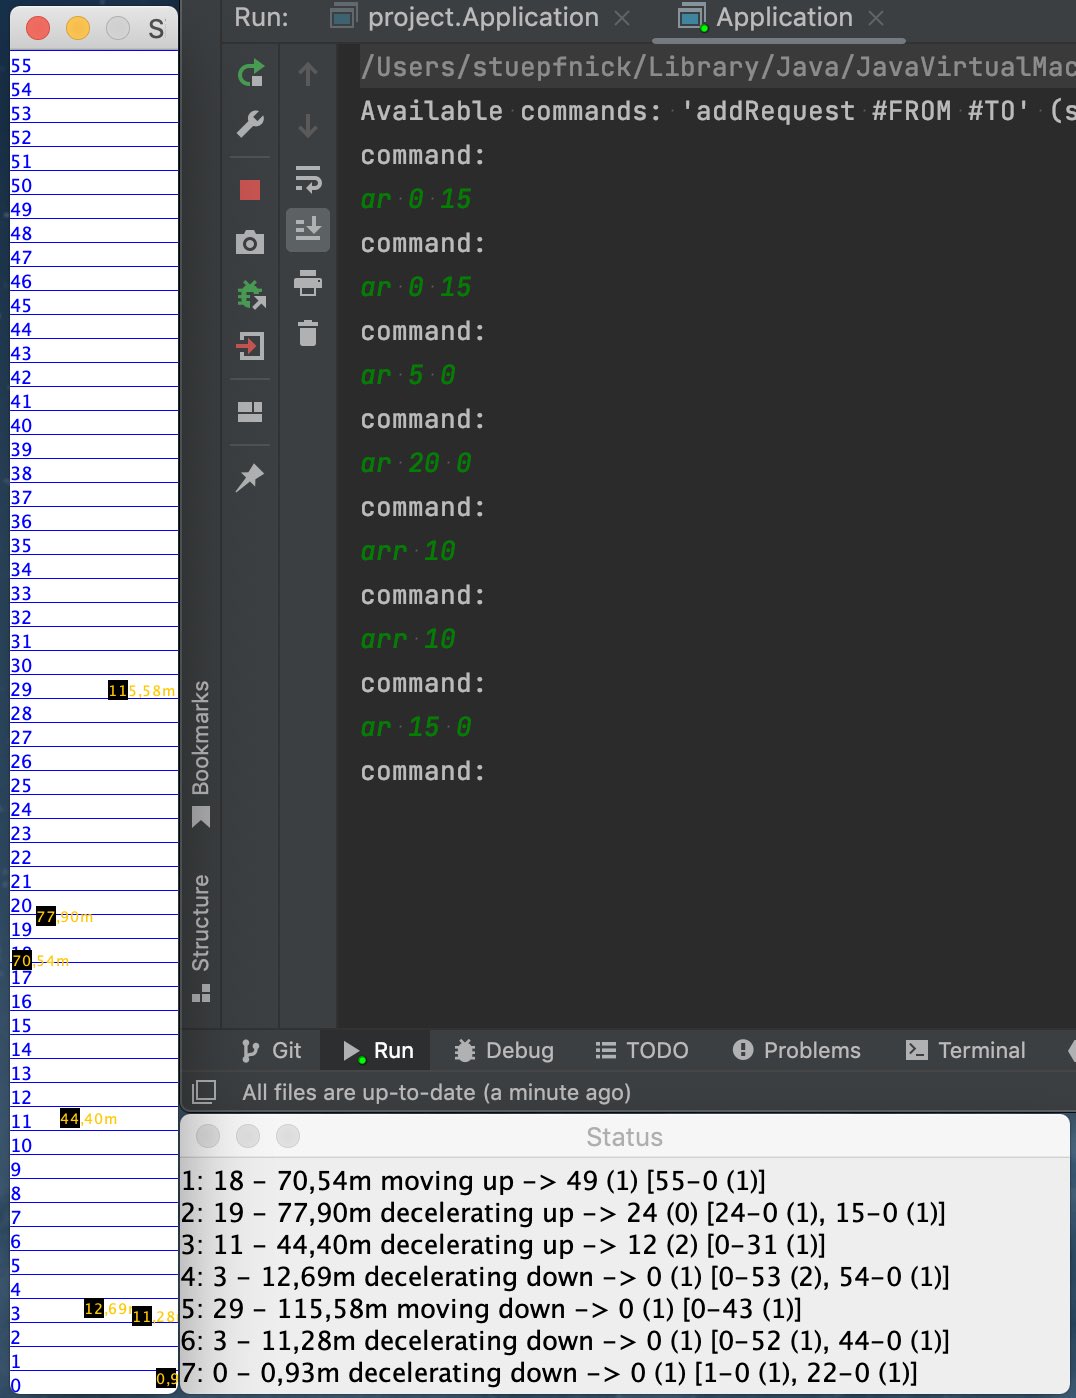 S
55
54
53
52
51
50
49
48
47
46
45
44
43
42
41
40
39
38
37
36
35
34
33
32
31
30
29 115,58m
28
27
26
25
24
23
22
21
20
77,90m
19
70,54m
17
16
15
14
13
12
11 44,40m
10
9
8
7
6
5
4
3 12,69m 11,28m
2
1
0 0,9
Run: project.Application Application
/Users/stuepfnick/Library/Java/JavaVirtualMac
Available commands: 'addRequest #FROM #TO' (s
command:
ar 0 15
command:
ar 0 15
command:
ar 5 0
command:
ar 20 0
command:
arr 10
command:
arr 10
command:
ar 15 0
command:
Bookmarks
Structure
Git Run Debug TODO Problems Terminal
All files are up-to-date (a minute ago)
Status
1: 18 – 70,54m moving up –> 49 (1) [55–0 (1)]
2: 19 – 77,90m decelerating up –> 24 (0) [24–0 (1), 15–0 (1)]
3: 11 – 44,40m decelerating up –> 12 (2) [0–31 (1)]
4: 3 – 12,69m decelerating down –> 0 (1) [0–53 (2), 54–0 (1)]
5: 29 – 115,58m moving down –> 0 (1) [0–43 (1)]
6: 3 – 11,28m decelerating down –> 0 (1) [0–52 (1), 44–0 (1)]
7: 0 – 0,93m decelerating down –> 0 (1) [1–0 (1), 22–0 (1)]